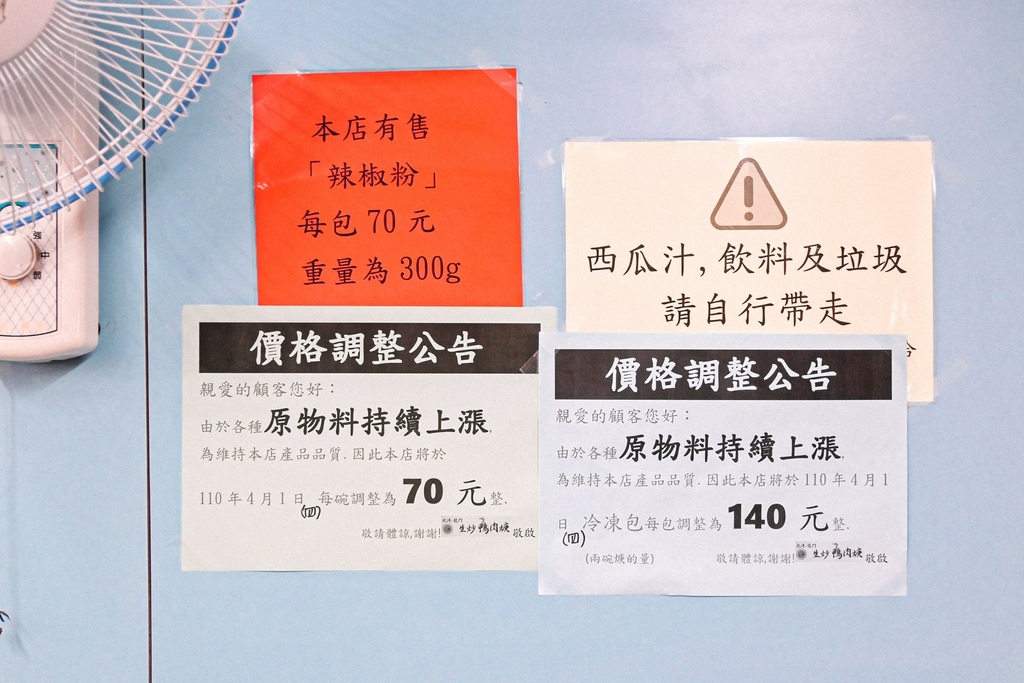 本店有售
「辣椒粉」
每包 70 元
重量為 300g
西瓜汁, 飲料及垃圾
請自行帶走
價格調整公告
親愛的顧客您好：
由於各種原物料持續上漲,
為維持本店產品品質. 因此本店將於
110 年 4 月 1 日 每碗調整為 70 元整.
(四)
敬請體諒,謝謝! 生炒鴨肉焿 敬啟
價格調整公告
親愛的顧客您好：
由於各種原物料持續上漲,
為維持本店產品品質. 因此本店將於 110 年 4 月 1
日 冷凍包每包調整為 140 元整.
(四)
(兩碗焿的量) 敬請體諒,謝謝! 生炒鴨肉焿 敬啟
強
中
弱